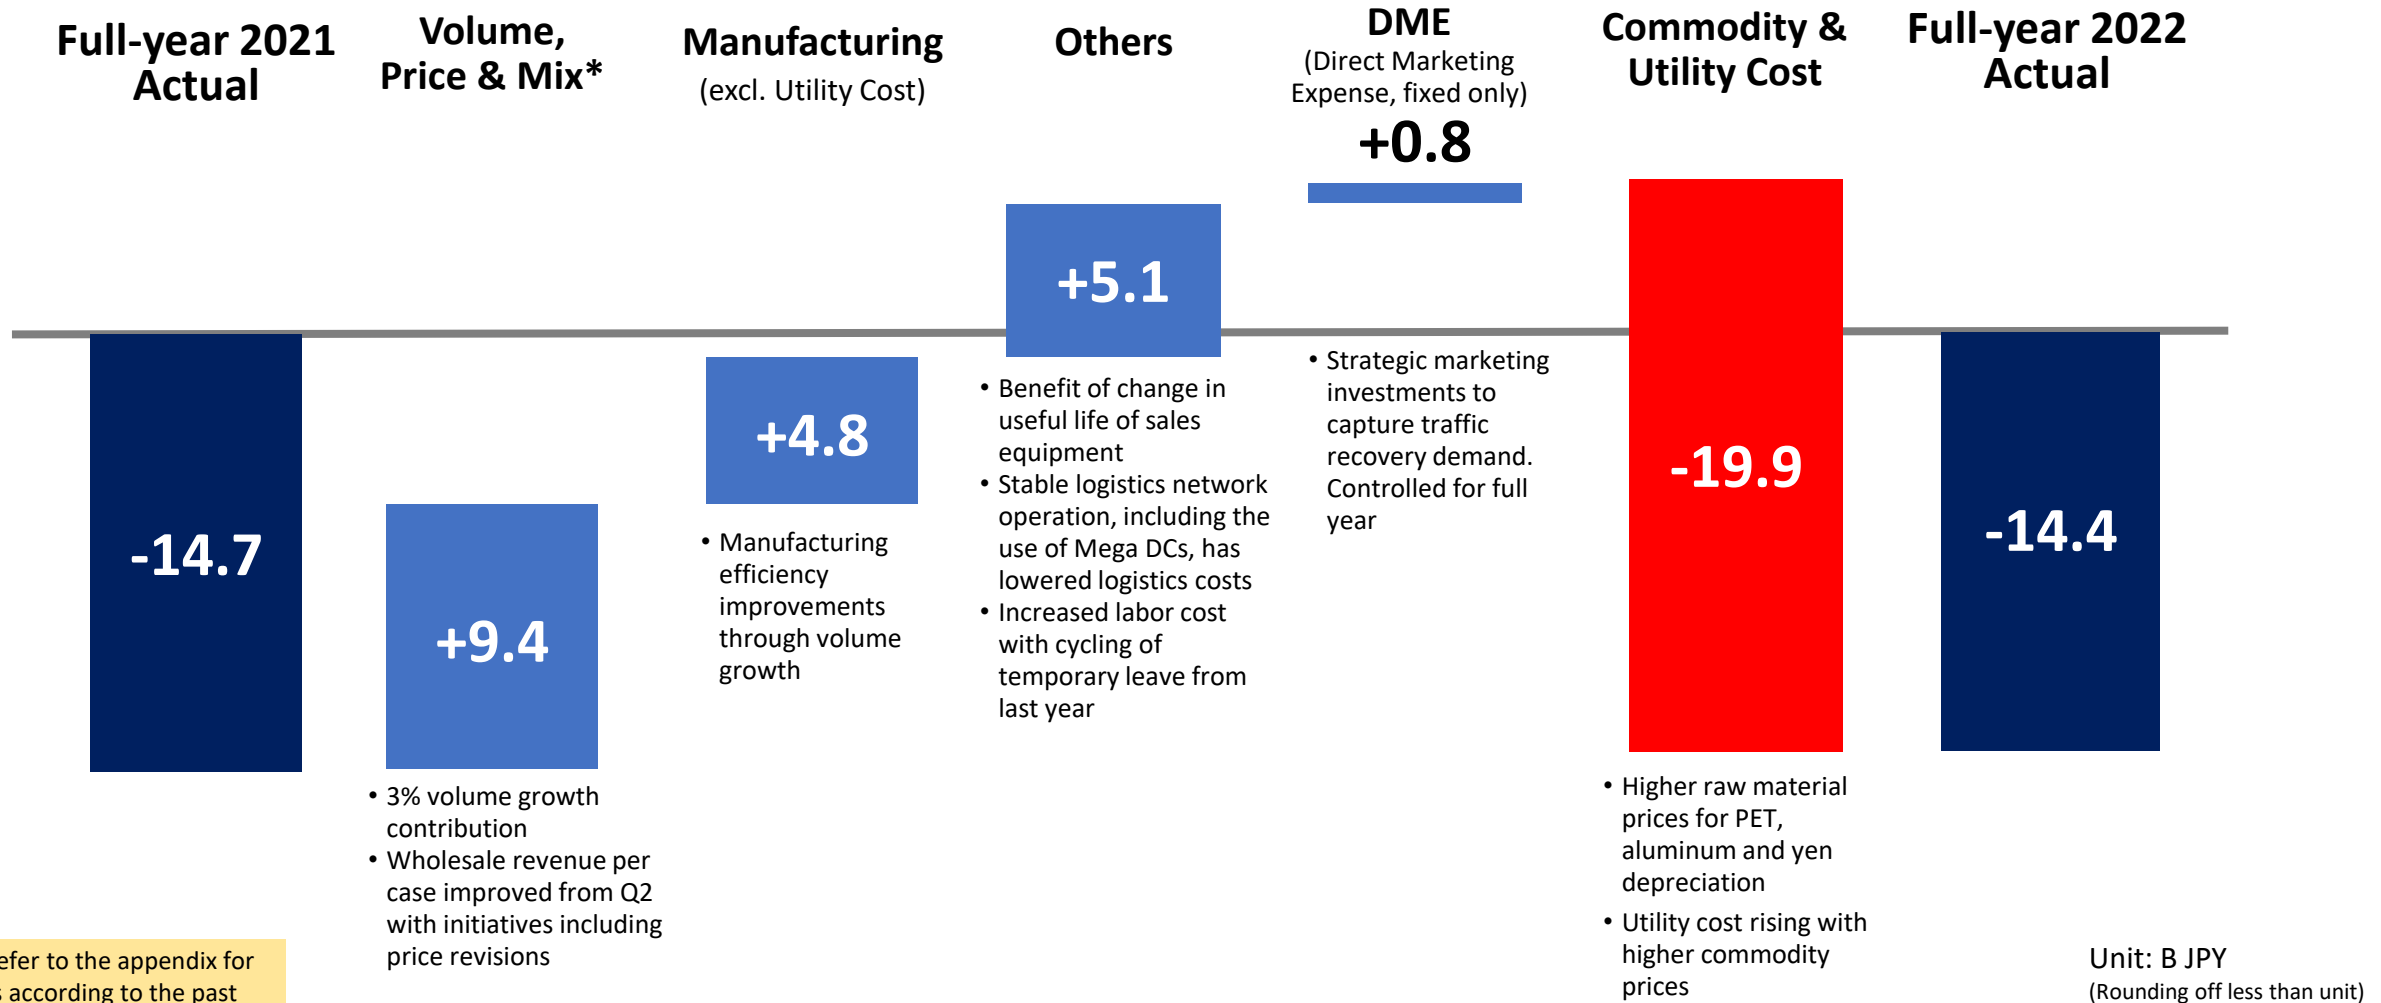 Full-year 2021
Actual
Volume,
Price & Mix*
Manufacturing
(excl. Utility Cost)
Others
DME
(Direct Marketing
Expense, fixed only)
+0.8
Commodity &
Utility Cost
Full-year 2022
Actual
-14.7
+9.4
+4.8
+5.1
-19.9
-14.4
• 3% volume growth
contribution
• Wholesale revenue per
case improved from Q2
with initiatives including
price revisions
• Manufacturing
efficiency
improvements
through volume
growth
• Benefit of change in
useful life of sales
equipment
• Stable logistics network
operation, including the
use of Mega DCs, has
lowered logistics costs
• Increased labor cost
with cycling of
temporary leave from
last year
• Strategic marketing
investments to
capture traffic
recovery demand.
Controlled for full
year
• Higher raw material
prices for PET,
aluminum and yen
depreciation
• Utility cost rising with
higher commodity
prices
efer to the appendix for
s according to the past
Unit: B JPY
(Rounding off less than unit)